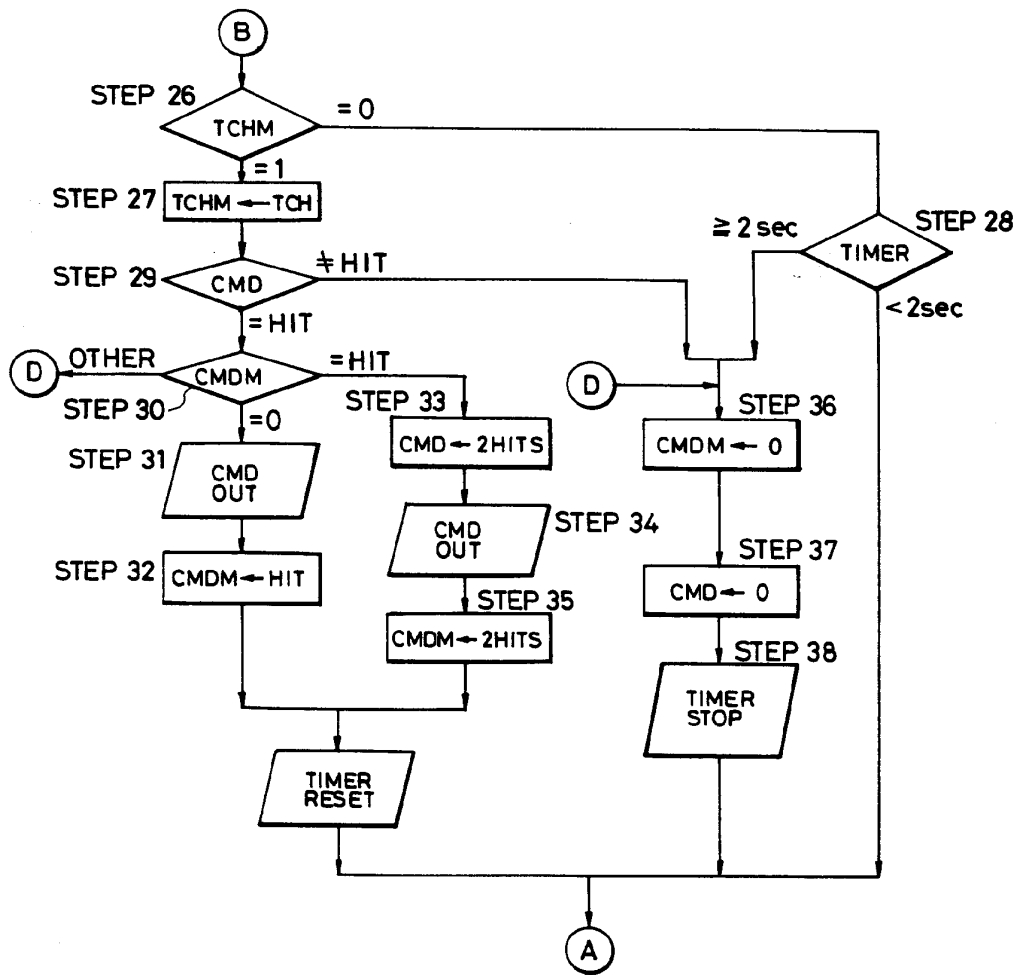 B
STEP 26
TCHM
= 0
= 1
STEP 27
TCHM ← TCH
STEP 28
TIMER
≧ 2 sec
< 2sec
STEP 29
CMD
≠ HIT
= HIT
D
OTHER
CMDM
= HIT
STEP 30
= 0
STEP 33
CMD ← 2HITS
D
STEP 36
CMDM ← 0
STEP 31
CMD
OUT
CMD
OUT
STEP 34
STEP 37
CMD ← 0
STEP 32
CMDM ← HIT
STEP 35
CMDM ← 2HITS
STEP 38
TIMER
STOP
TIMER
RESET
A